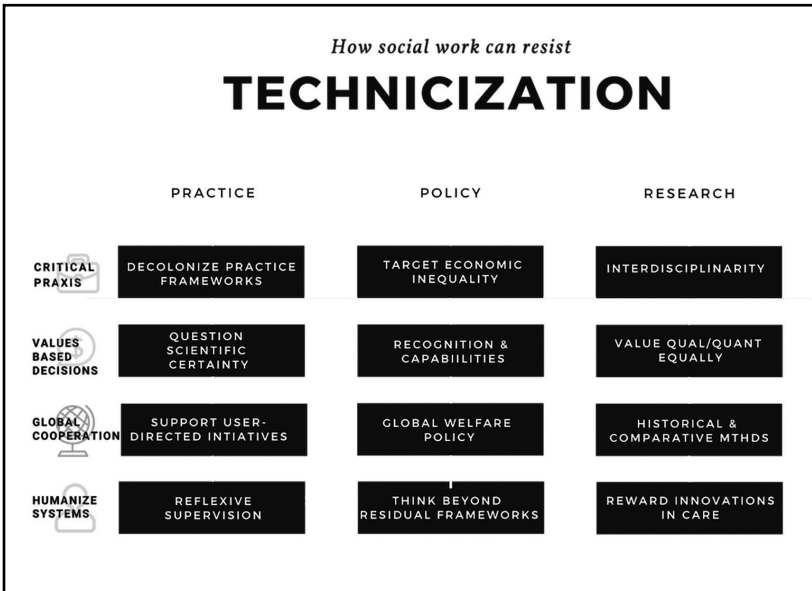 How social work can resist
TECHNICIZATION
PRACTICE POLICY RESEARCH
CRITICAL
PRAXIS
DECOLONIZE PRACTICE
FRAMEWORKS
TARGET ECONOMIC
INEQUALITY
INTERDISCIPLINARITY
VALUES
BASED
DECISIONS
QUESTION
SCIENTIFIC
CERTAINTY
RECOGNITION &
CAPABIILITIES
VALUE QUAL/QUANT
EQUALLY
GLOBAL
COOPERATION
SUPPORT USER-
DIRECTED INTIATIVES
GLOBAL WELFARE
POLICY
HISTORICAL &
COMPARATIVE MTHDS
HUMANIZE
SYSTEMS
REFLEXIVE
SUPERVISION
THINK BEYOND
RESIDUAL FRAMEWORKS
REWARD INNOVATIONS
IN CARE